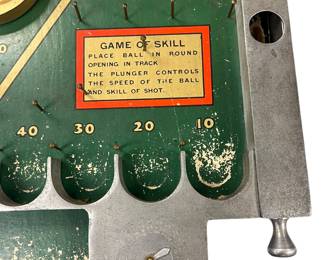 0
GAME OF SKILL
PLACE BALL IN ROUND
OPENING IN TRACK
THE PLUNGER CONTROLS
THE SPEED OF THE BALL
AND SKILL OF SHOT.
40 30 20 10